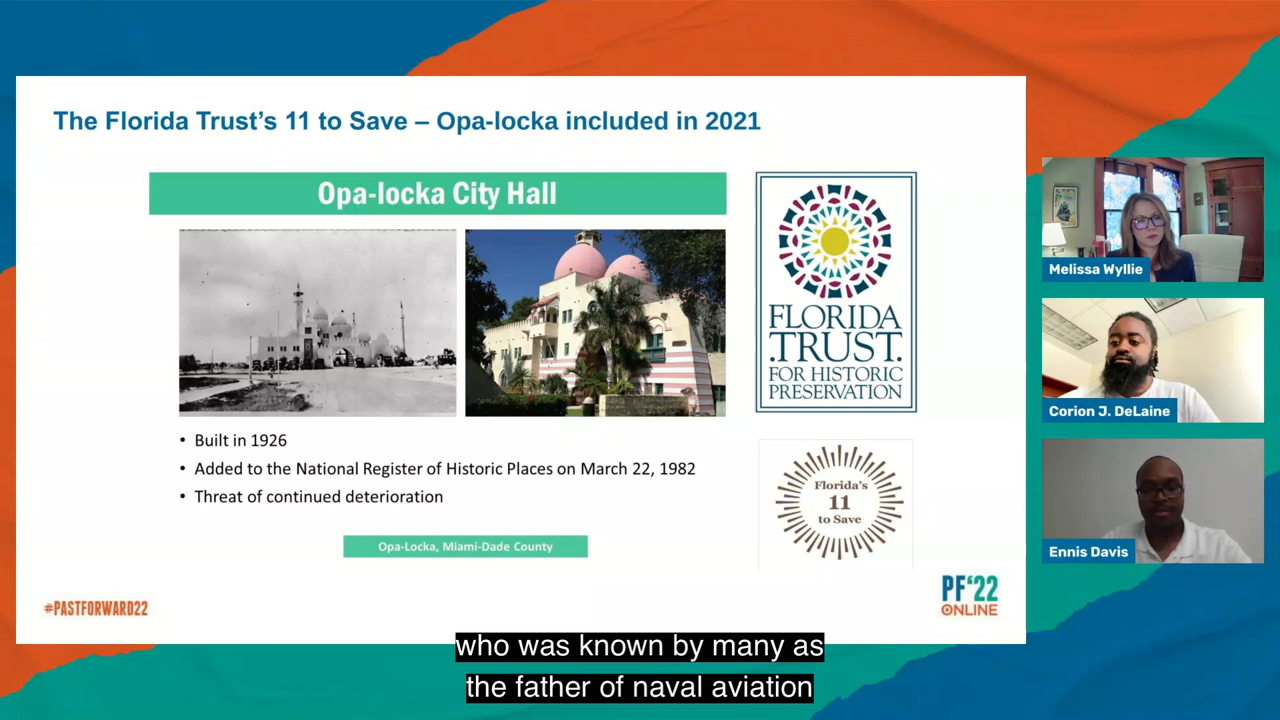 The Florida Trust's 11 to Save – Opa-locka included in 2021
Opa-locka City Hall
• Built in 1926
• Added to the National Register of Historic Places on March 22, 1982
• Threat of continued deterioration
Opa-Locka, Miami-Dade County
FLORIDA
.TRUST.
FOR HISTORIC
PRESERVATION
Florida's
11
to Save
#PASTFORWARD22
PF'22
ONLINE
Melissa Wyllie
Corion J. DeLaine
Ennis Davis
who was known by many as
the father of naval aviation